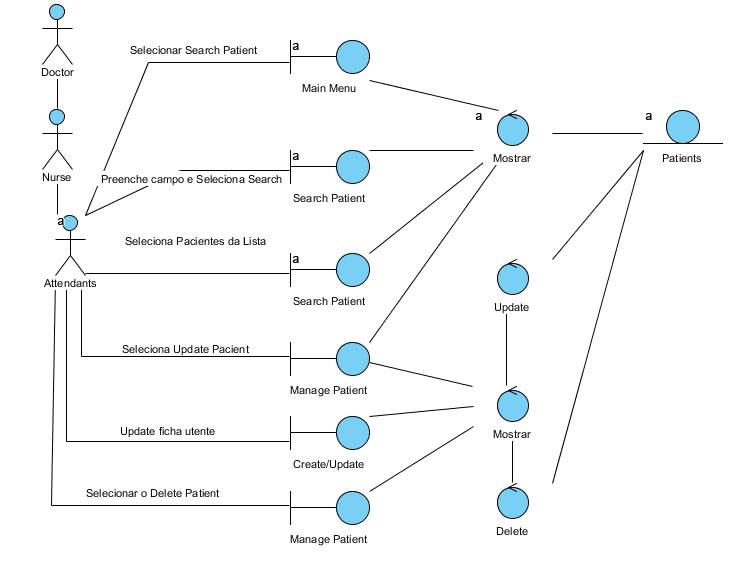 Doctor
Selecionar Search Patient
a
Main Menu
a
Mostrar
a
Patients
Nurse
Preenche campo e Seleciona Search
a
Search Patient
a
Attendants
Seleciona Pacientes da Lista
a
Search Patient
Update
Seleciona Update Pacient
Manage Patient
Update ficha utente
Create/Update
Mostrar
Selecionar o Delete Patient
Manage Patient
Delete